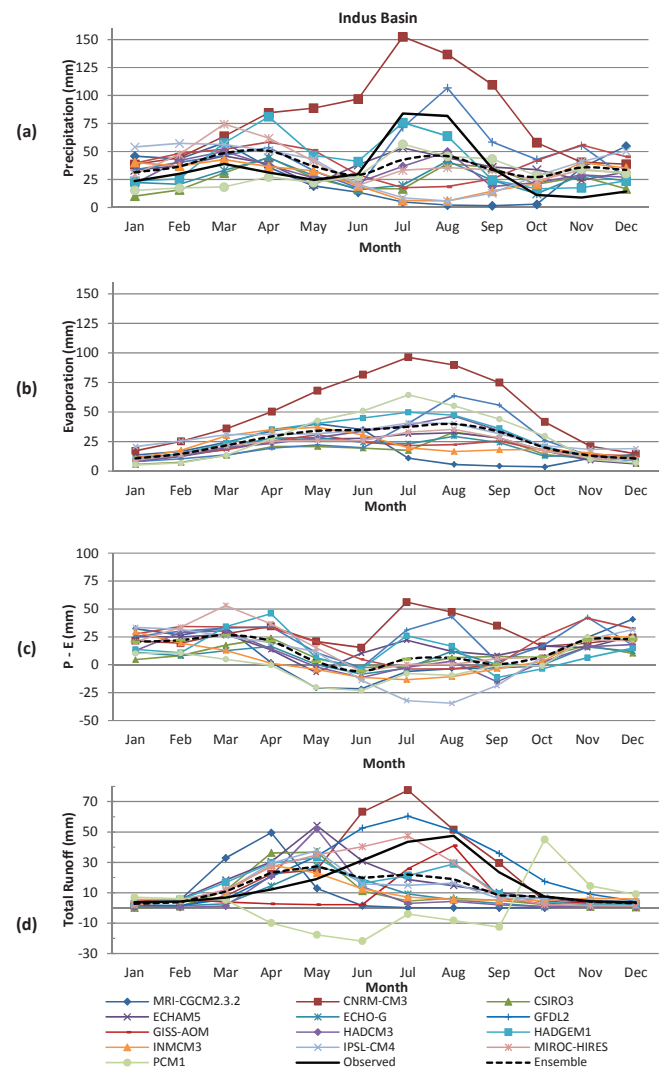 Indus Basin
(a)
Precipitation (mm)
150
125
100
75
50
25
0
Jan Feb Mar Apr May Jun Jul Aug Sep Oct Nov Dec
Month
(b)
Evaporation (mm)
150
125
100
75
50
25
0
Jan Feb Mar Apr May Jun Jul Aug Sep Oct Nov Dec
Month
(c)
P - E (mm)
100
75
50
25
0
-25
-50
Jan Feb Mar Apr May Jun Jul Aug Sep Oct Nov Dec
Month
(d)
Total Runoff (mm)
70
50
30
10
-10
-30
Jan Feb Mar Apr May Jun Jul Aug Sep Oct Nov Dec
Month
MRI-CGCM2.3.2 CNRM-CM3 CSIRO3
ECHAM5 ECHO-G GFDL2
GISS-AOM HADCM3 HADGEM1
INMCM3 IPSL-CM4 MIROC-HIRES
PCM1 Observed Ensemble